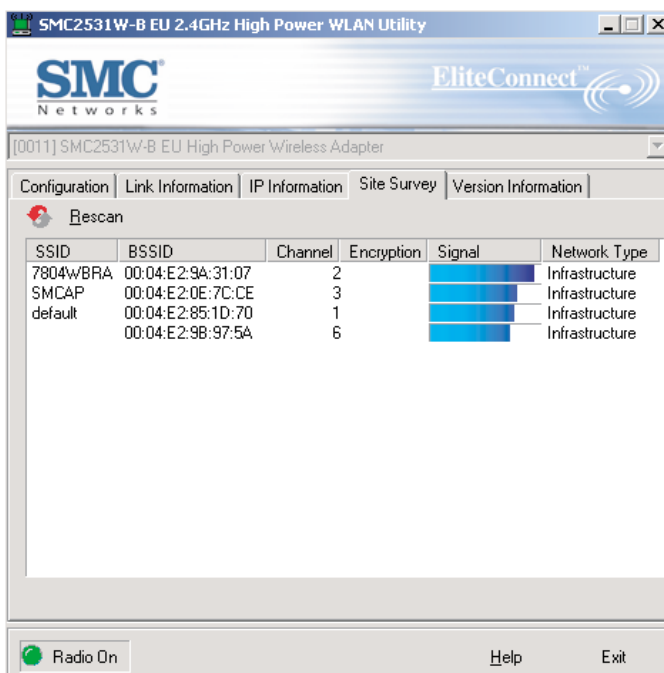 SMC2531W-B EU 2.4GHz High Power WLAN Utility
SMC®
Networks
EliteConnect™
[0011] SMC2531W-B EU High Power Wireless Adapter
Configuration Link Information IP Information Site Survey Version Information
Rescan
SSID BSSID Channel Encryption Signal Network Type
7804WBRA 00:04:E2:9A:31:07 2 Infrastructure
SMCAP 00:04:E2:0E:7C:CE 3 Infrastructure
default 00:04:E2:85:1D:70 1 Infrastructure
00:04:E2:9B:97:5A 6 Infrastructure
Radio On Help Exit